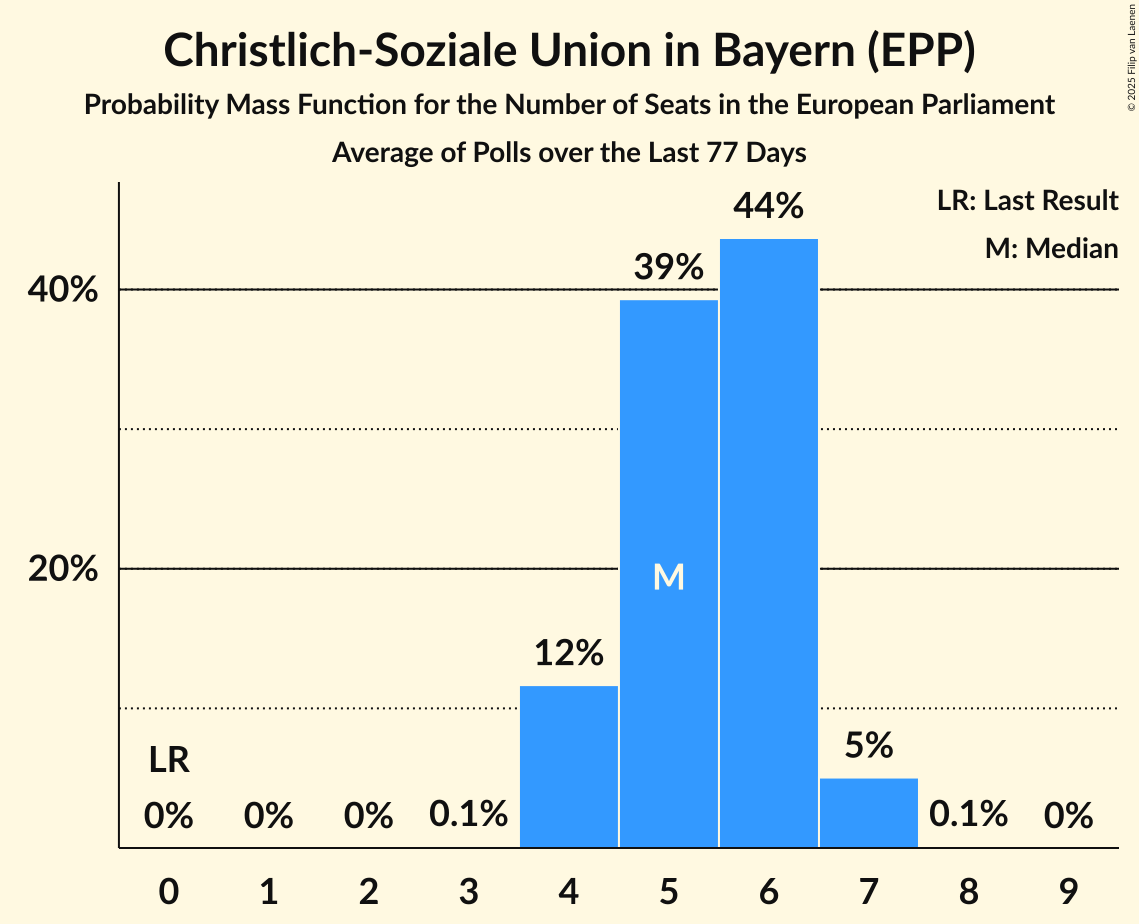 Christlich-Soziale Union in Bayern (EPP)
Probability Mass Function for the Number of Seats in the European Parliament
Average of Polls over the Last 77 Days
© 2025 Filip van Laenen
LR: Last Result
M: Median
40%
20%
LR
0%
0%
0%
0.1%
12%
39%
M
44%
5%
0.1%
0%
0 1 2 3 4 5 6 7 8 9